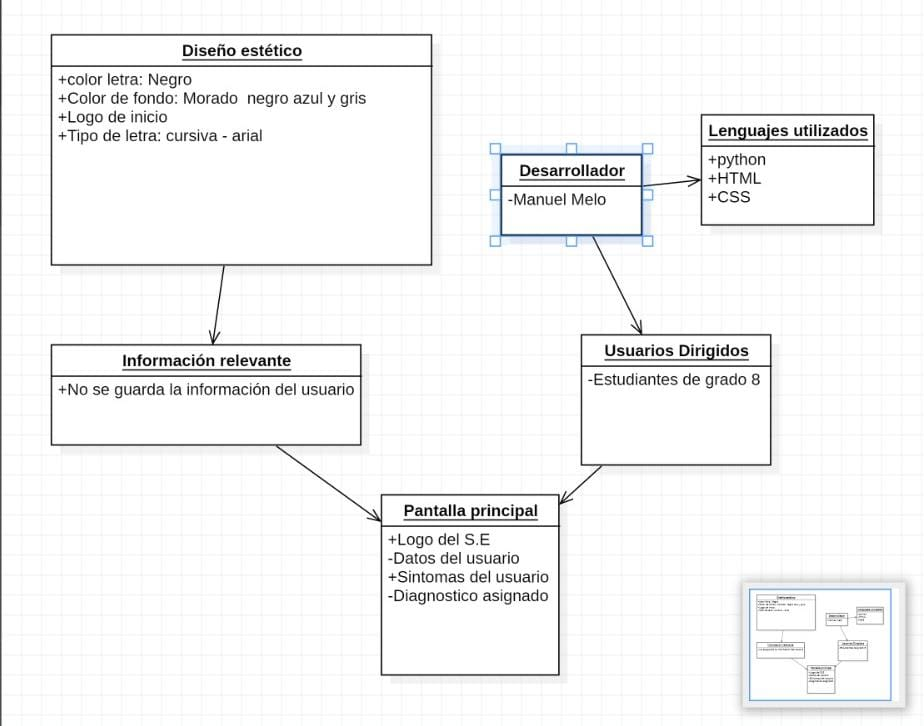 Diseño estético
+color letra: Negro
+Color de fondo: Morado  negro azul y gris
+Logo de inicio
+Tipo de letra: cursiva - arial
Lenguajes utilizados
+python
+HTML
+CSS
Desarrollador
-Manuel Melo
Información relevante
+No se guarda la información del usuario
Usuarios Dirigidos
-Estudiantes de grado 8
Pantalla principal
+Logo del S.E
-Datos del usuario
+Sintomas del usuario
-Diagnostico asignado